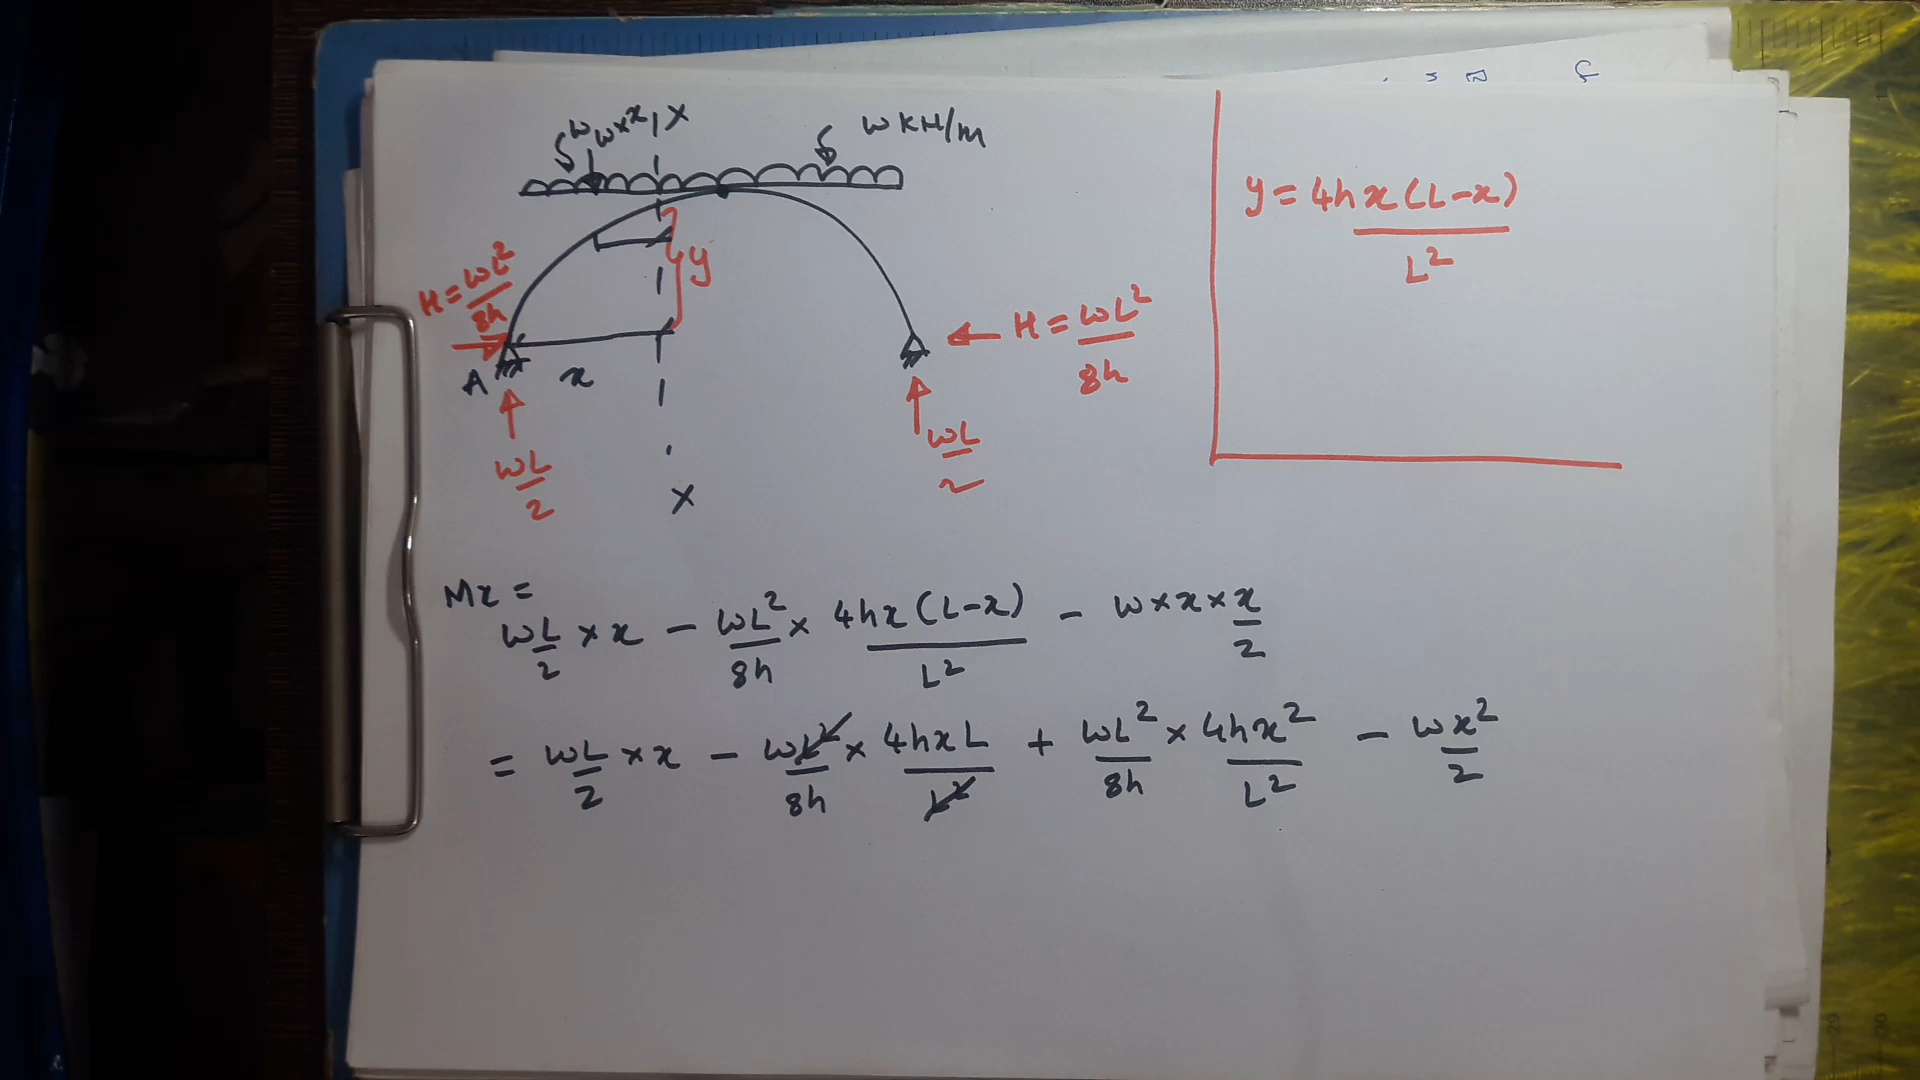 w w×x X
w kN/m
H = wL²/8h
y
A
x
wL/2
X
H = wL²/8h
wL/2
y = 4hx(L-x)/L²
Mx =
wL/2 × x - wL²/8h × 4hx(L-x)/L² - w×x×x/2
= wL/2 × x - wL²/8h × 4hxL/L² + wL²/8h × 4hx²/L² - wx²/2